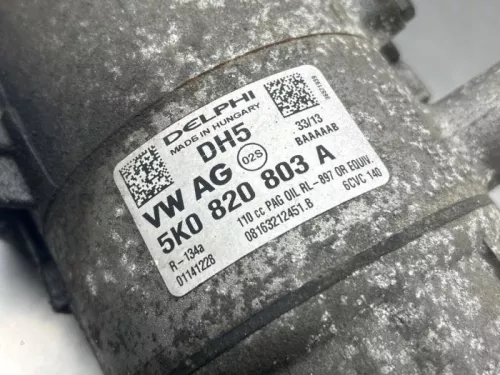 DELPHI
MADE IN HUNGARY
DH5
33/13
BAAAAAB
VW AG 02S
5K0 820 803 A
110 cc PAG OIL RL-897 OR EQUIV.
R-134a
08163212451.B
6CVC 140
01141228